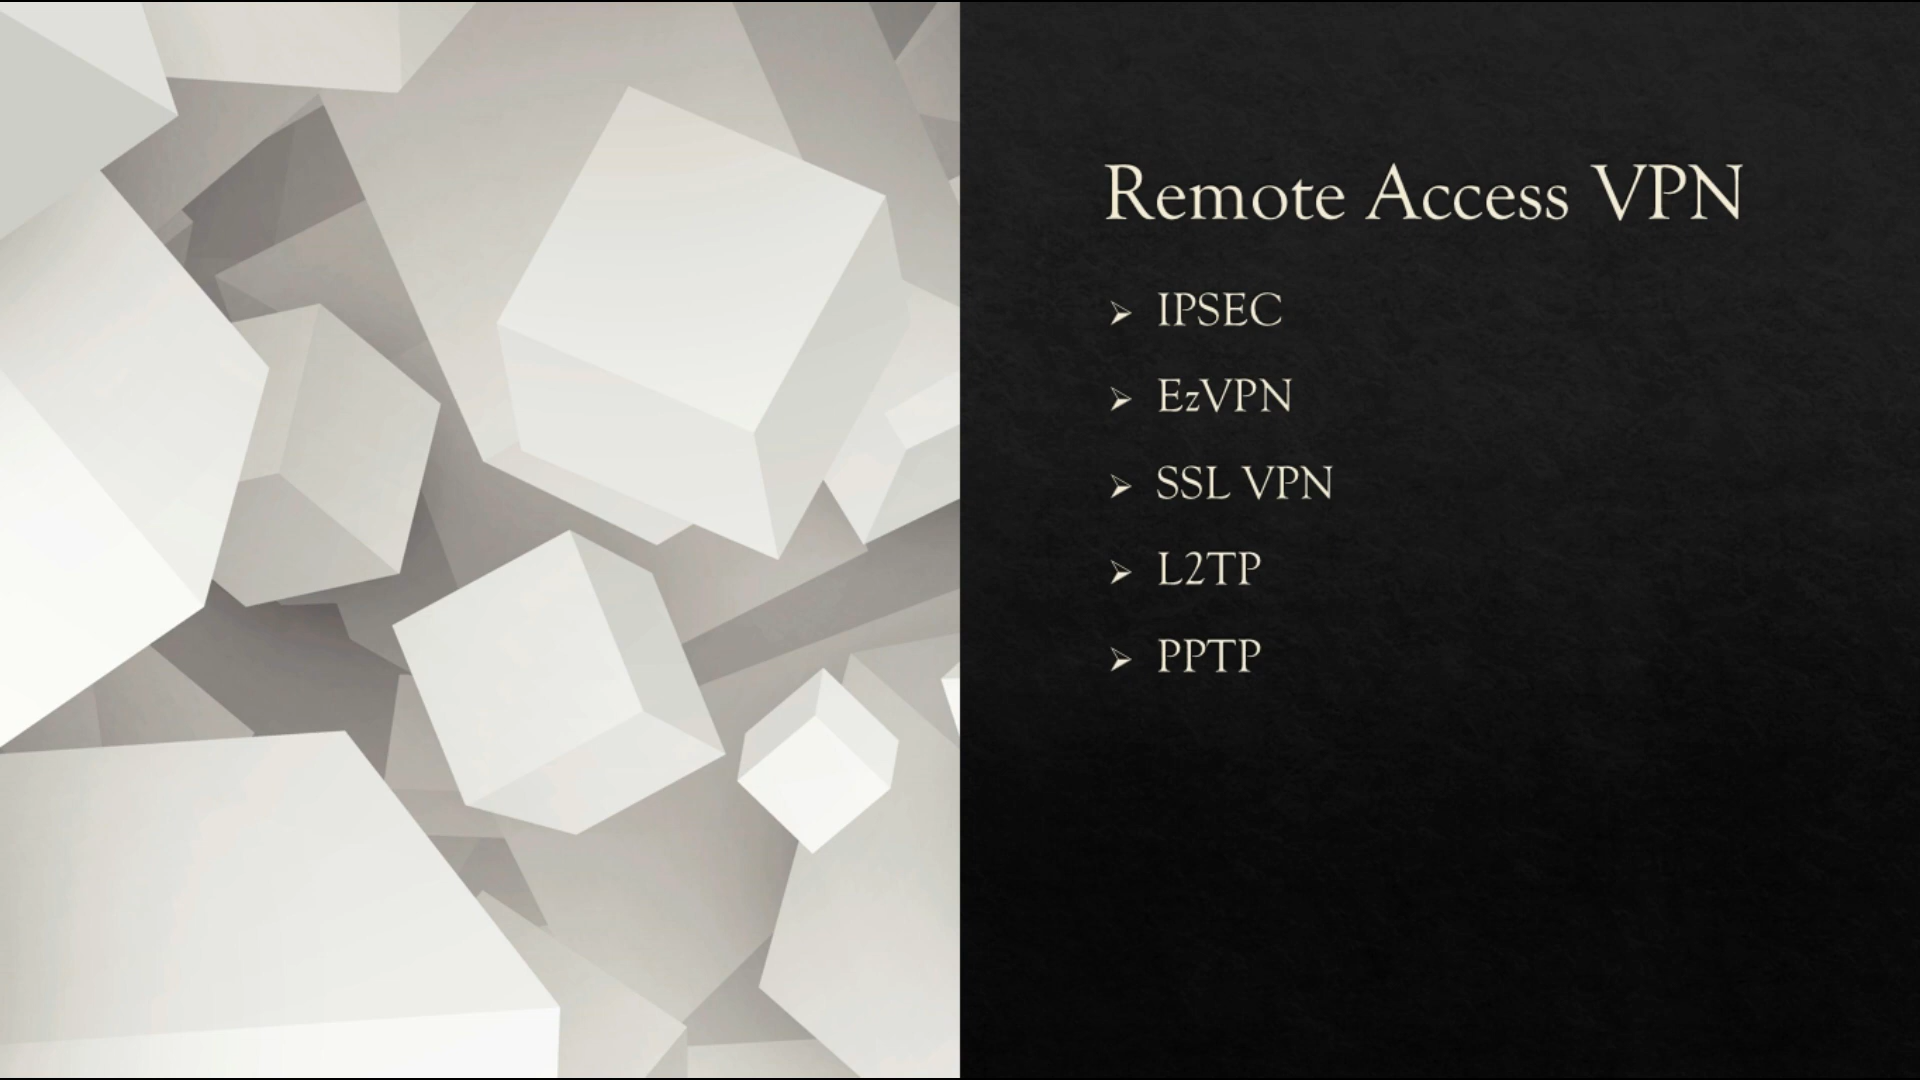 Remote Access VPN
➢ IPSEC
➢ EzVPN
➢ SSL VPN
➢ L2TP
➢ PPTP